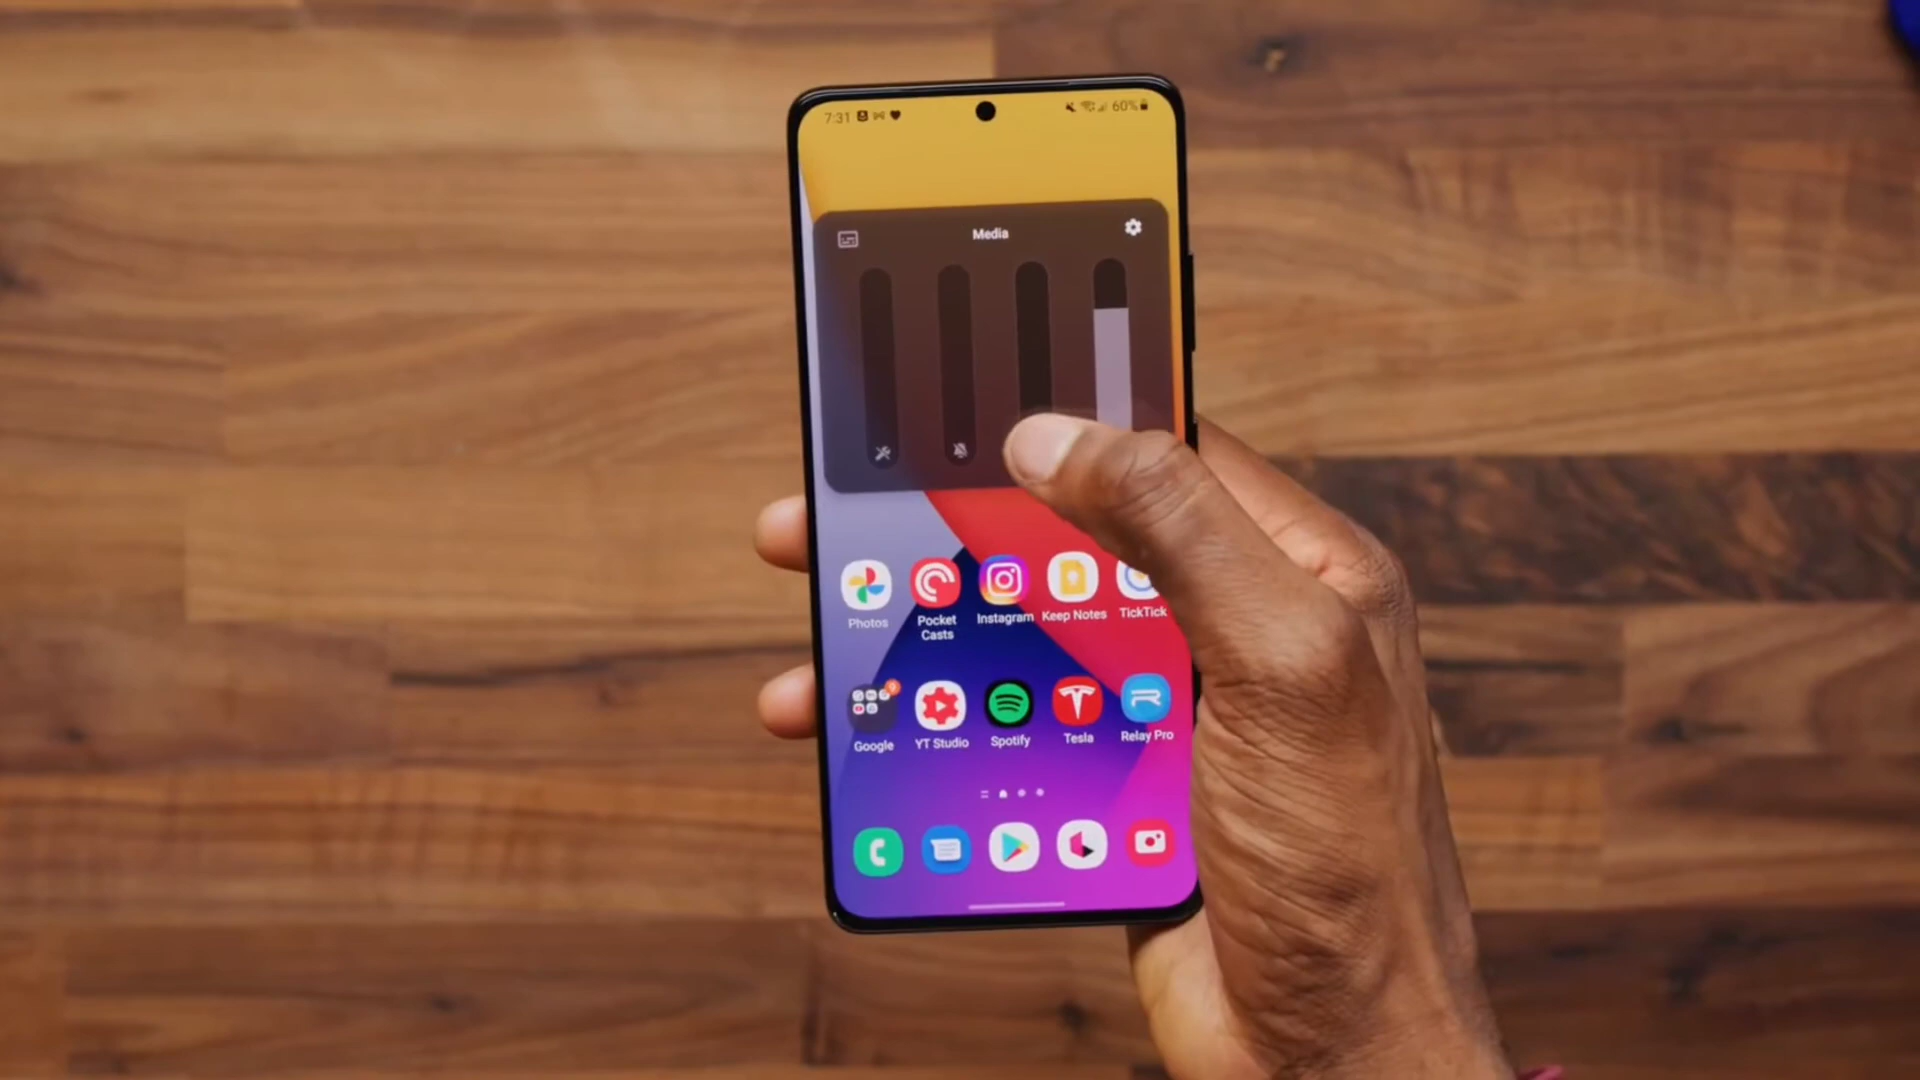 7:31 60%
Media
Photos Pocket Casts Instagram Keep Notes TickTick
Google YT Studio Spotify Tesla Relay Pro